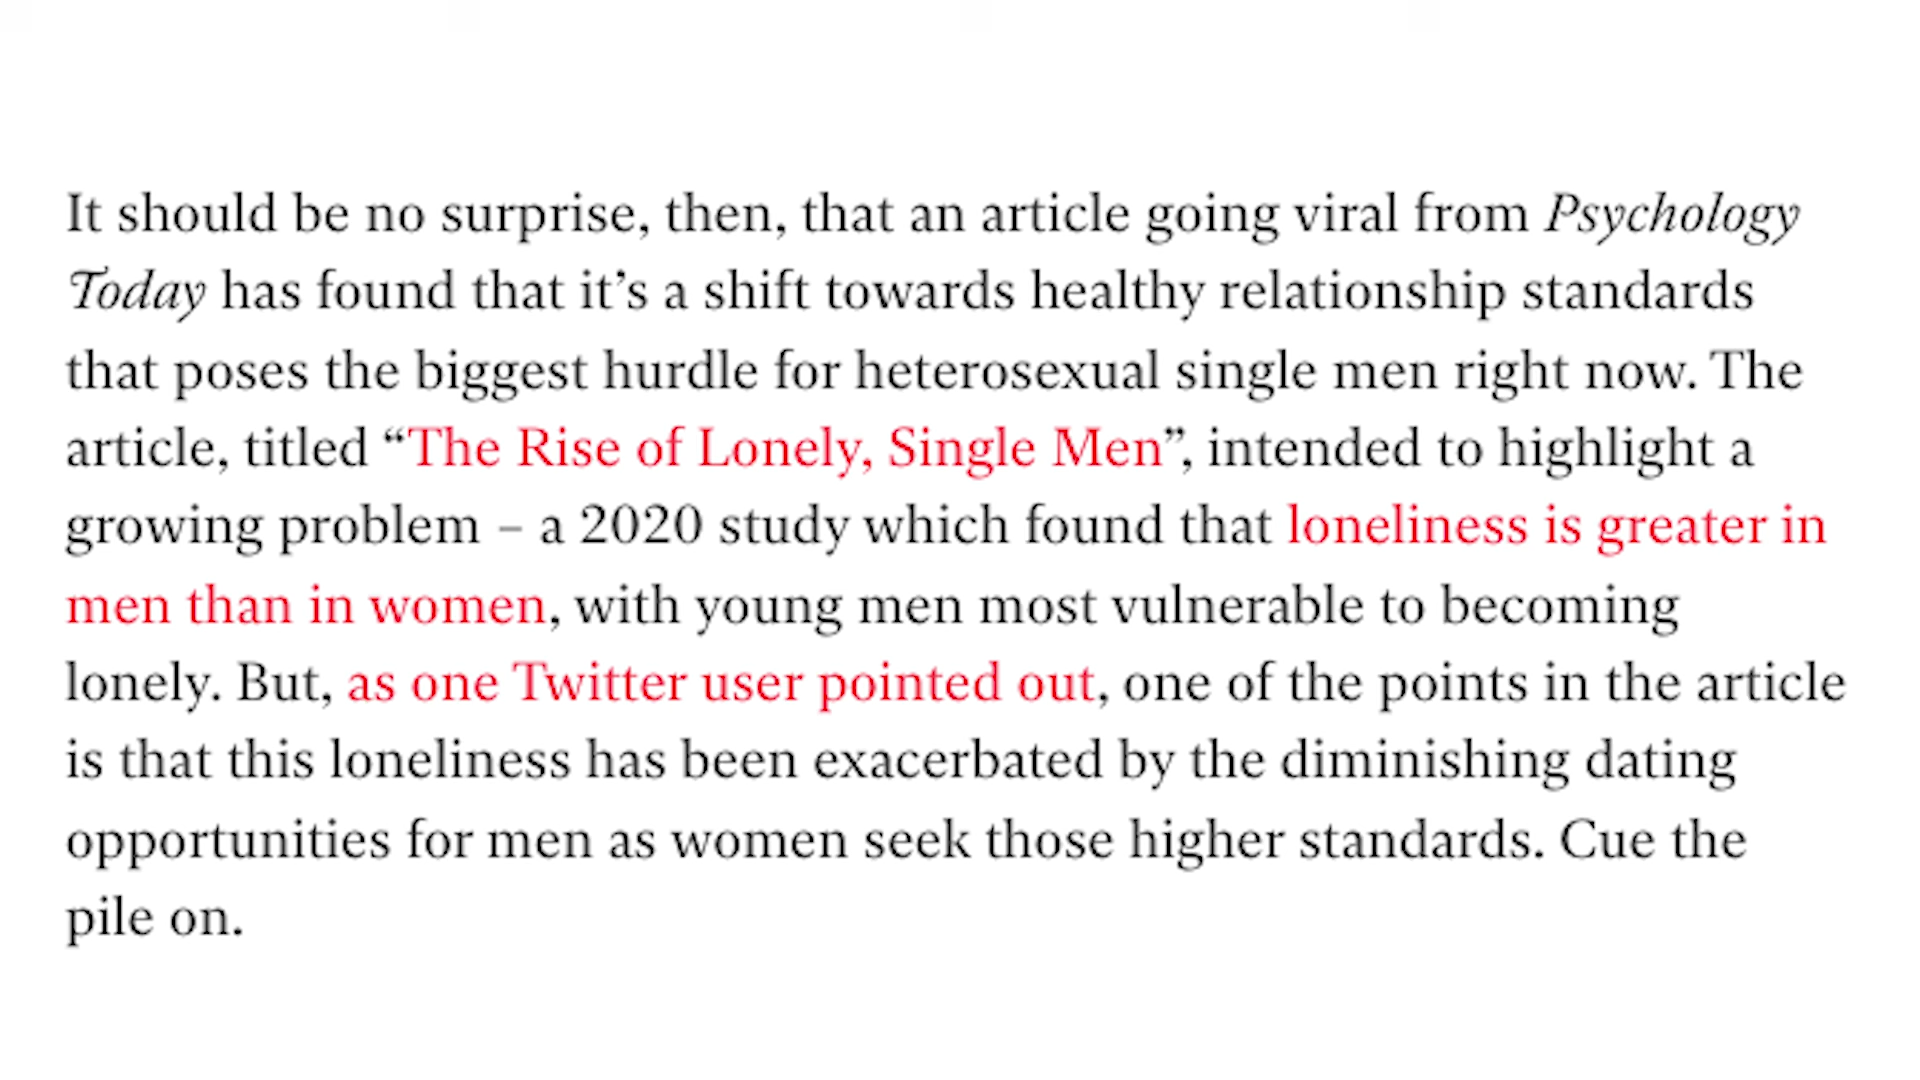 It should be no surprise, then, that an article going viral from Psychology
Today has found that it’s a shift towards healthy relationship standards
that poses the biggest hurdle for heterosexual single men right now. The
article, titled “The Rise of Lonely, Single Men”, intended to highlight a
growing problem – a 2020 study which found that loneliness is greater in
men than in women, with young men most vulnerable to becoming
lonely. But, as one Twitter user pointed out, one of the points in the article
is that this loneliness has been exacerbated by the diminishing dating
opportunities for men as women seek those higher standards. Cue the
pile on.